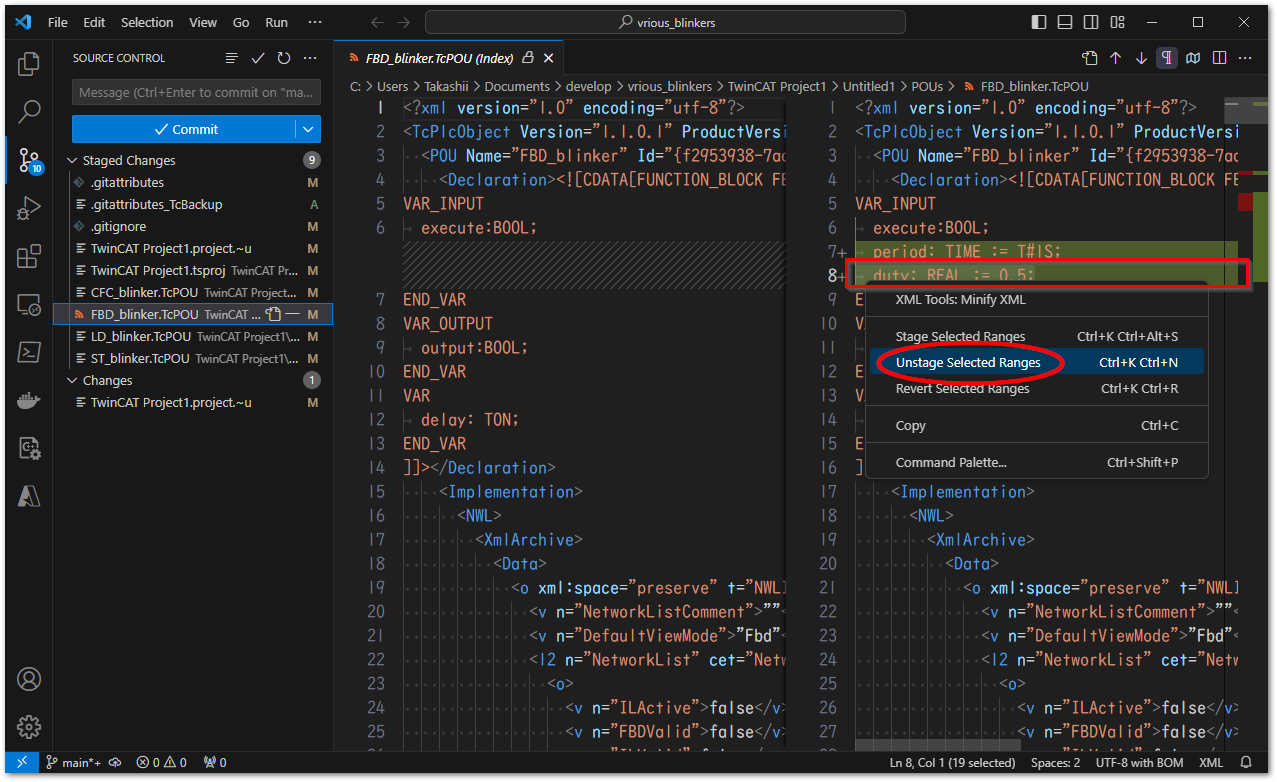 File Edit Selection View Go Run ··· vrious_blinkers
SOURCE CONTROL
FBD_blinker.TcPOU (Index)
Message (Ctrl+Enter to commit on "ma...
Commit
Staged Changes 9
.gitattributes M
.gitattributes_TcBackup A
.gitignore M
TwinCAT Project1.project.~u M
TwinCAT Project1.tsproj TwinCAT Pr... M
CFC_blinker.TcPOU TwinCAT Project... M
FBD_blinker.TcPOU TwinCAT ... M
LD_blinker.TcPOU TwinCAT Project1\... M
ST_blinker.TcPOU TwinCAT Project1\... M
Changes 1
TwinCAT Project1.project.~u M
10
C: > Users > Takashii > Documents > develop > vrious_blinkers > TwinCAT Project1 > Untitled1 > POUs > FBD_blinker.TcPOU
1 <?xml version="1.0" encoding="utf-8"?>
2 <TcPlcObject Version="1.1.0.1" ProductVersi
3 <POU Name="FBD_blinker" Id="{f2953938-7ad
4 <Declaration><![CDATA[FUNCTION_BLOCK FB
5 VAR_INPUT
6 execute:BOOL;
7 END_VAR
8 VAR_OUTPUT
9 output:BOOL;
10 END_VAR
11 VAR
12 delay: TON;
13 END_VAR
14 ]]></Declaration>
15 <Implementation>
16 <NWL>
17 <XmlArchive>
18 <Data>
19 <o xml:space="preserve" t="NWLI
20 <v n="NetworkListComment">""<
21 <v n="DefaultViewMode">"Fbd"<
22 <l2 n="NetworkList" cet="Netw
23 <o>
24 <v n="ILActive">false</v>
25 <v n="FBDValid">false</v>
1 <?xml version="1.0" encoding="utf-8"?>
2 <TcPlcObject Version="1.1.0.1" ProductVersi
3 <POU Name="FBD_blinker" Id="{f2953938-7ad
4 <Declaration><![CDATA[FUNCTION_BLOCK FB
5 VAR_INPUT
6 execute:BOOL;
7+ period: TIME := T#1S;
8+ duty: REAL := 0.5;
9 E
10 V
11
12 E
13 V
14
15 E
16 ]
17 <Implementation>
18 <NWL>
19 <XmlArchive>
20 <Data>
21 <o xml:space="preserve" t="NWLI
22 <v n="NetworkListComment">""<
23 <v n="DefaultViewMode">"Fbd"<
24 <l2 n="NetworkList" cet="Netw
25 <o>
26 <v n="ILActive">false</v>
27 <v n="FBDValid">false</v>
XML Tools: Minify XML
Stage Selected Ranges Ctrl+K Ctrl+Alt+S
Unstage Selected Ranges Ctrl+K Ctrl+N
Revert Selected Ranges Ctrl+K Ctrl+R
Copy Ctrl+C
Command Palette... Ctrl+Shift+P
main*+ 0 0 0 Ln 8, Col 1 (19 selected) Spaces: 2 UTF-8 with BOM XML